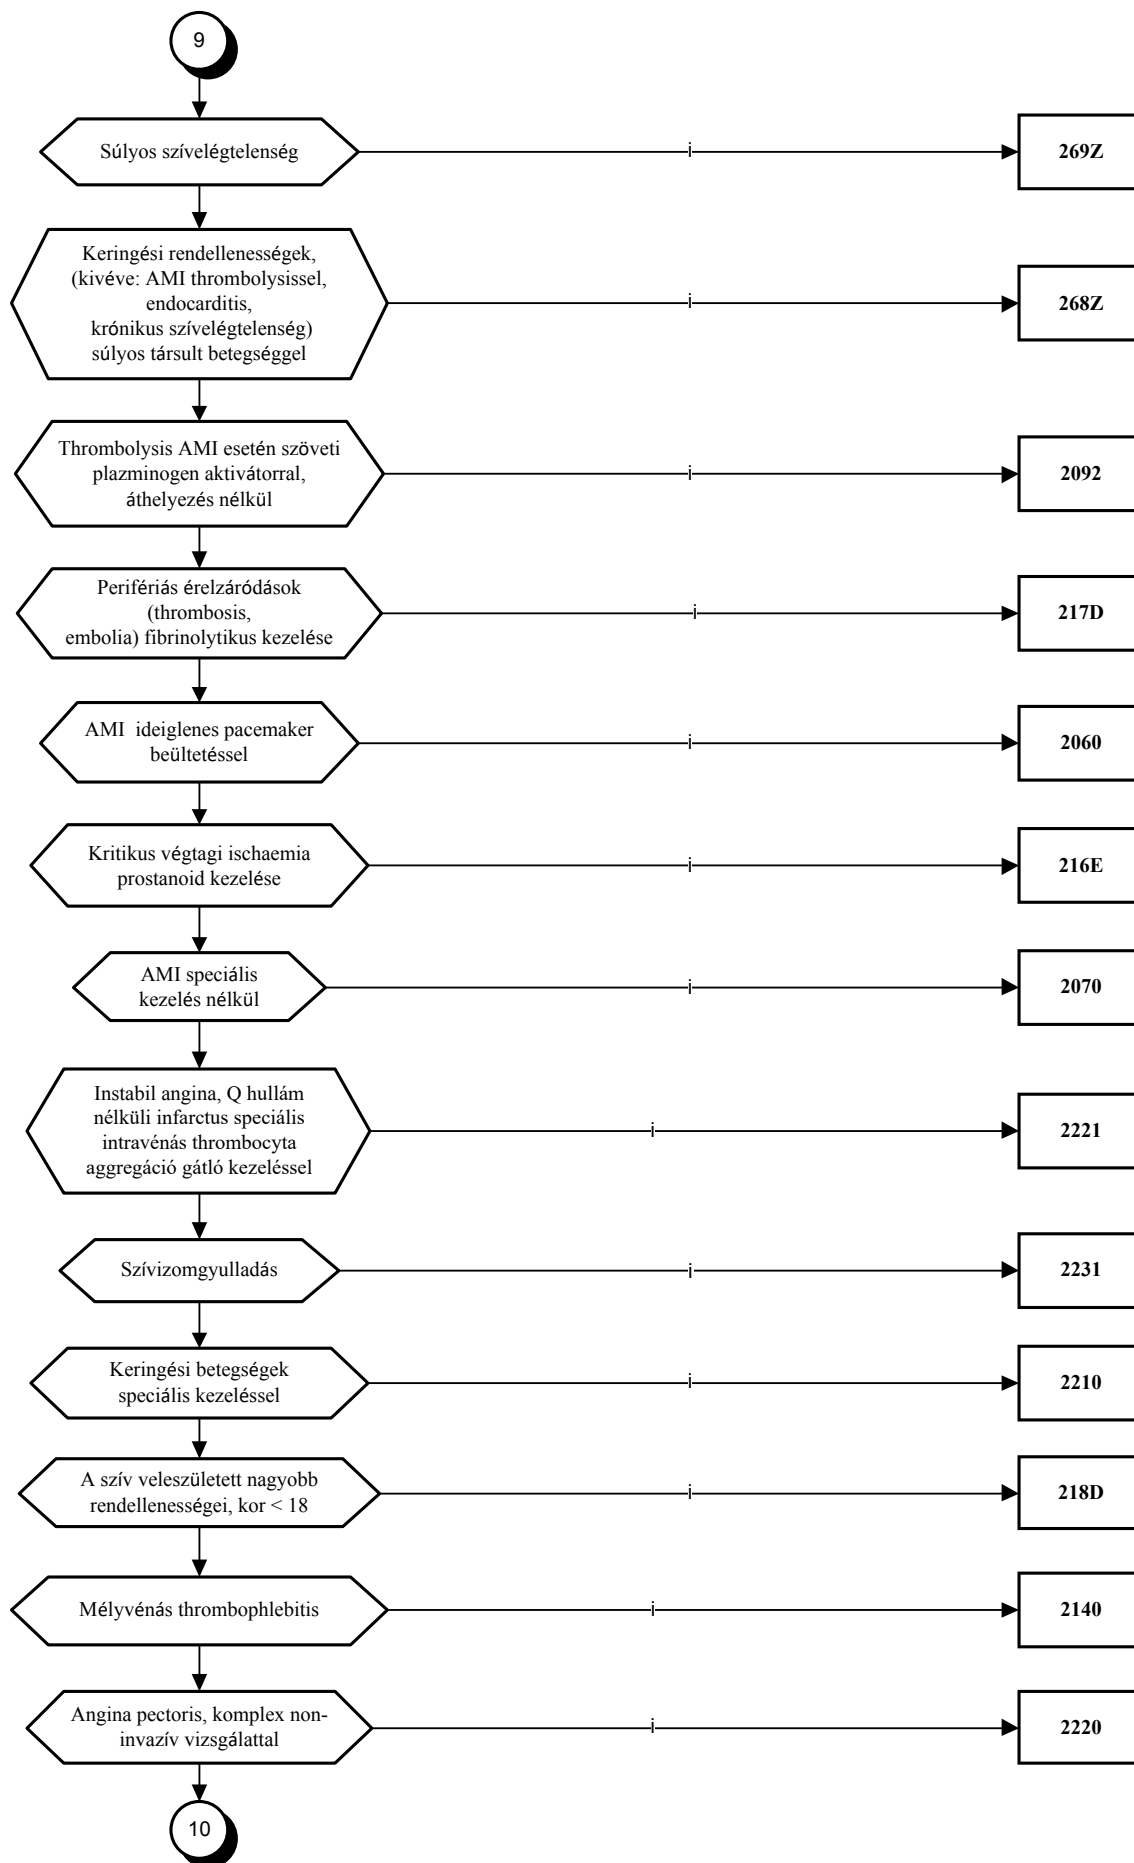 9
Súlyos szívelégtelenség
i
269Z
Keringési rendellenességek,
(kivéve: AMI thrombolysissel,
endocarditis,
krónikus szívelégtelenség)
súlyos társult betegséggel
i
268Z
Thrombolysis AMI esetén szöveti
plazminogen aktivátorral,
áthelyezés nélkül
i
2092
Perifériás érelzáródások
(thrombosis,
embolia) fibrinolytikus kezelése
i
217D
AMI ideiglenes pacemaker
beültetéssel
i
2060
Kritikus végtagi ischaemia
prostanoid kezelése
i
216E
AMI speciális
kezelés nélkül
i
2070
Instabil angina, Q hullám
nélküli infarctus speciális
intravénás thrombocyta
aggregáció gátló kezeléssel
i
2221
Szívizomgyulladás
i
2231
Keringési betegségek
speciális kezeléssel
i
2210
A szív veleszületett nagyobb
rendellenességei, kor < 18
i
218D
Mélyvénás thrombophlebitis
i
2140
Angina pectoris, komplex non-
invazív vizsgálattal
i
2220
10